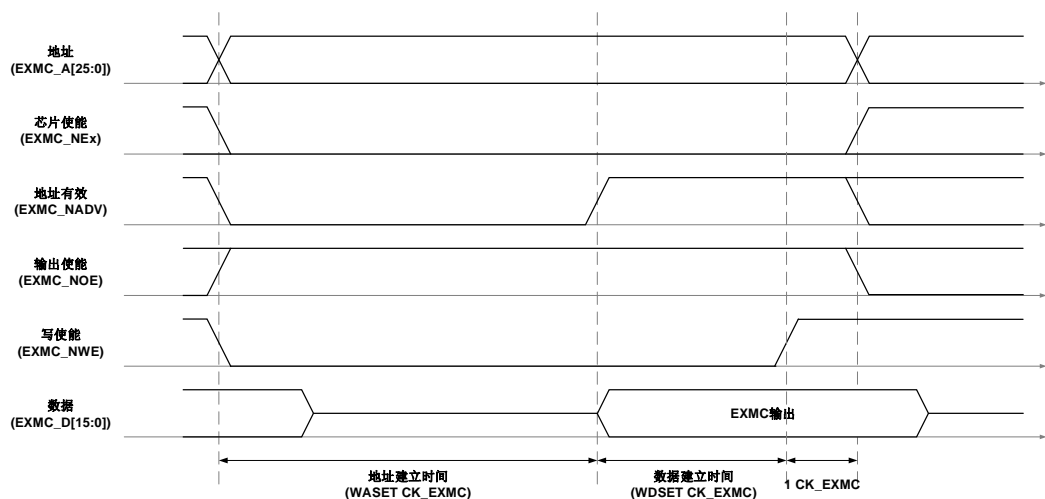 地址
(EXMC_A[25:0])
芯片使能
(EXMC_NEx)
地址有效
(EXMC_NADV)
输出使能
(EXMC_NOE)
写使能
(EXMC_NWE)
数据
(EXMC_D[15:0])
EXMC输出
地址建立时间
(WASET CK_EXMC)
数据建立时间
(WDSET CK_EXMC)
1 CK_EXMC